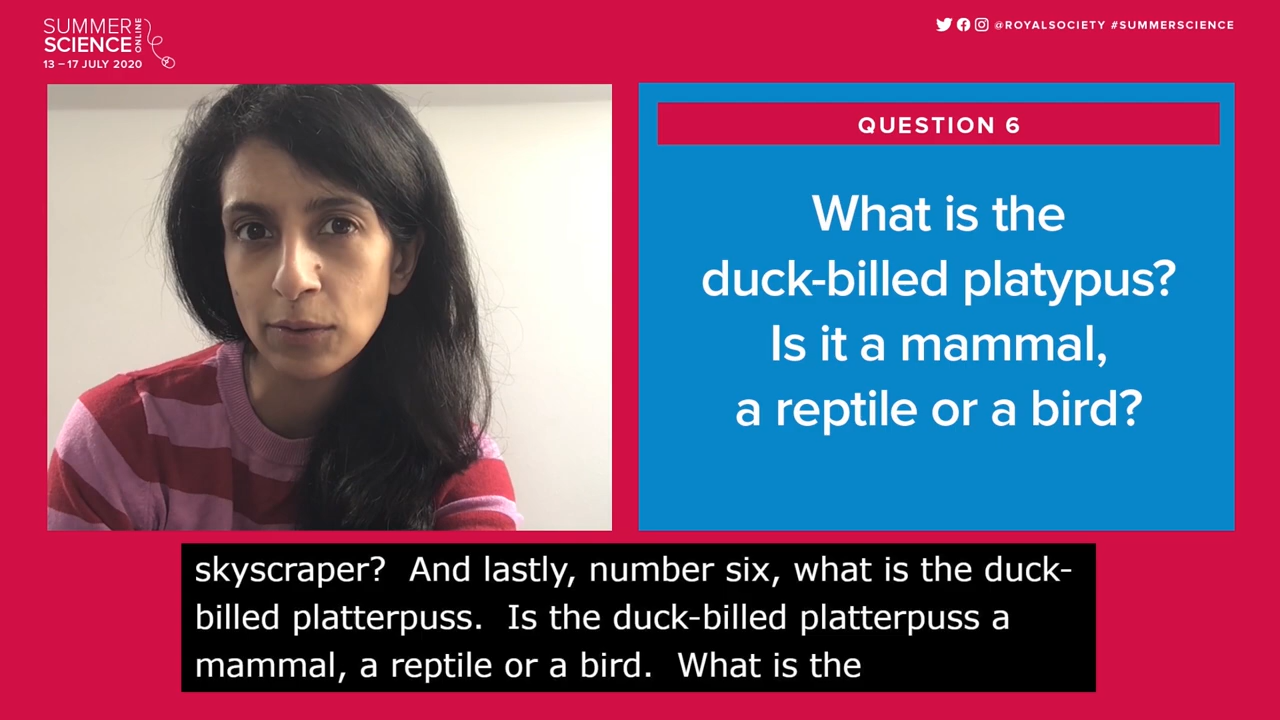 SUMMER
SCIENCE
ONLINE
13 – 17 JULY 2020
@ROYALSOCIETY #SUMMERSCIENCE
QUESTION 6
What is the
duck-billed platypus?
Is it a mammal,
a reptile or a bird?
skyscraper?  And lastly, number six, what is the duck-
billed platterpuss.  Is the duck-billed platterpuss a
mammal, a reptile or a bird.  What is the